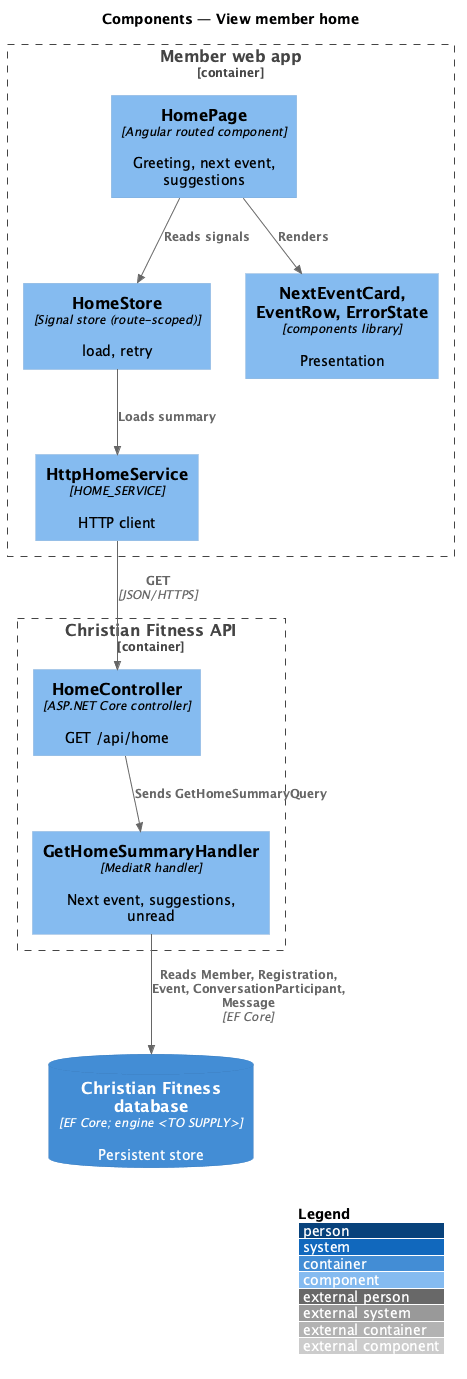 Components — View member home
Member web app
[container]
HomePage
[Angular routed component]
Greeting, next event,
suggestions
Reads signals
Renders
HomeStore
[Signal store (route-scoped)]
load, retry
NextEventCard,
EventRow, ErrorState
[components library]
Presentation
Loads summary
HttpHomeService
[HOME_SERVICE]
HTTP client
GET
[JSON/HTTPS]
Christian Fitness API
[container]
HomeController
[ASP.NET Core controller]
GET /api/home
Sends GetHomeSummaryQuery
GetHomeSummaryHandler
[MediatR handler]
Next event, suggestions,
unread
Reads Member, Registration,
Event, ConversationParticipant,
Message
[EF Core]
Christian Fitness
database
[EF Core; engine <TO SUPPLY>]
Persistent store
Legend
person
system
container
component
external person
external system
external container
external component